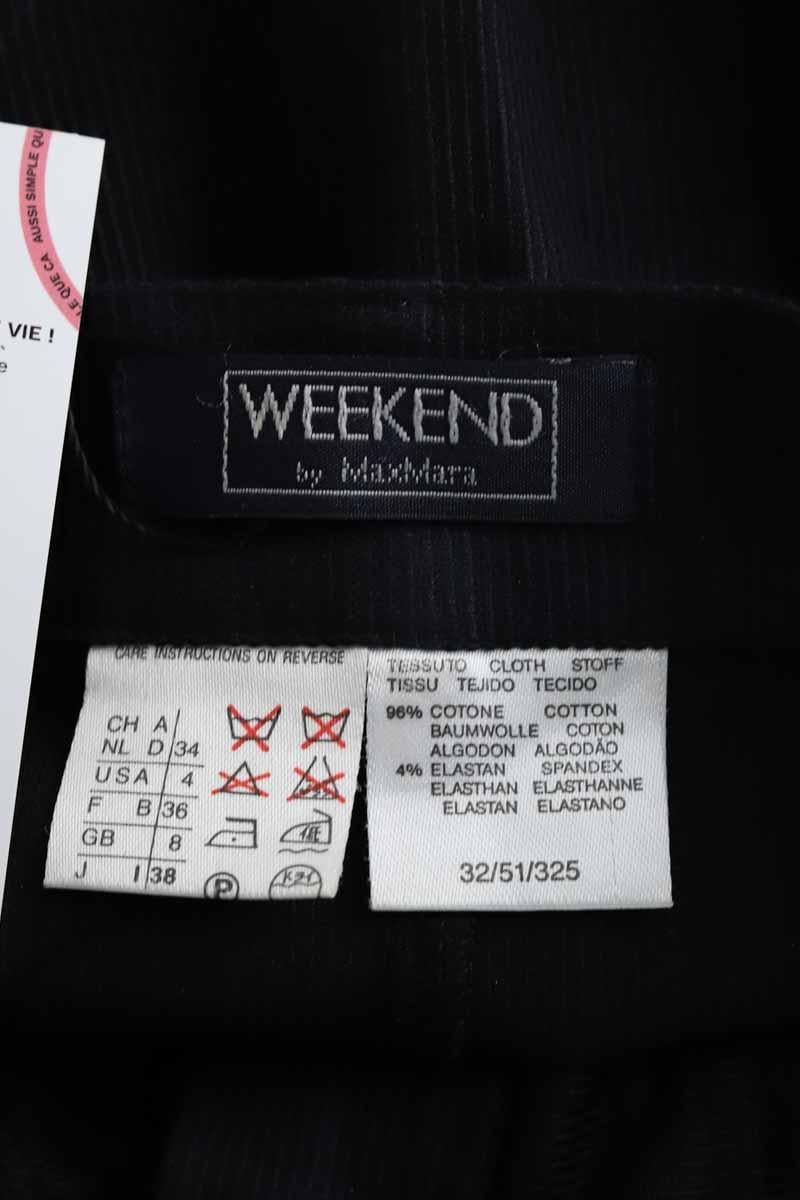 AUSSI SIMPLE QU
LE QUE CA
VIE !
e
WEEKEND
by MaxMara
CARE INSTRUCTIONS ON REVERSE
CH A
NL D 34
USA 4
F B 36
GB 8
J I 38
P
TESSUTO CLOTH STOFF
TISSU TEJIDO TECIDO
96% COTONE COTTON
BAUMWOLLE COTON
ALGODON ALGODÃO
4% ELASTAN SPANDEX
ELASTHAN ELASTHANNE
ELASTAN ELASTANO
32/51/325